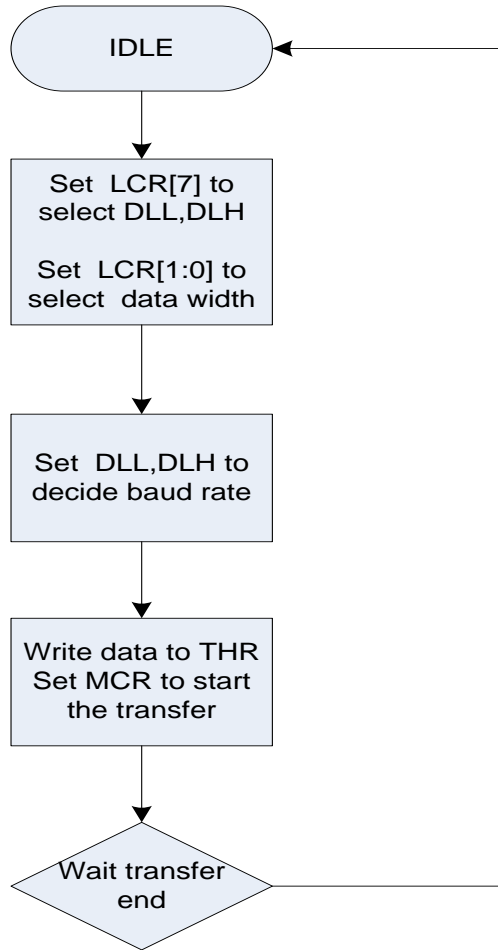 IDLE
Set LCR[7] to
select DLL,DLH
Set LCR[1:0] to
select data width
Set DLL,DLH to
decide baud rate
Write data to THR
Set MCR to start
the transfer
Wait transfer
end